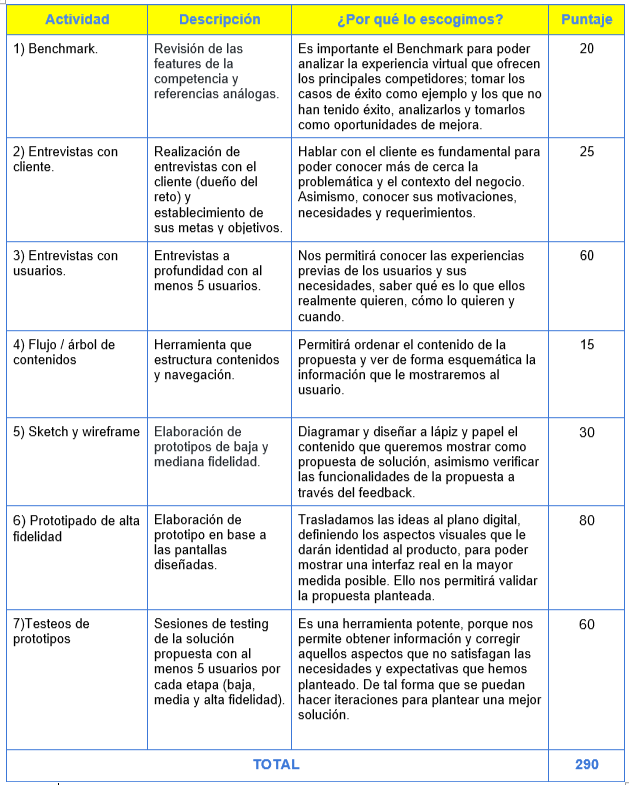 Actividad
Descripción
¿Por qué lo escogimos?
Puntaje
1) Benchmark.
Revisión de las
features de la
competencia y
referencias análogas.
Es importante el Benchmark para poder
analizar la experiencia virtual que ofrecen
los principales competidores; tomar los
casos de éxito como ejemplo y los que no
han tenido éxito, analizarlos y tomarlos
como oportunidades de mejora.
20
2) Entrevistas con
cliente.
Realización de
entrevistas con el
cliente (dueño del
reto) y
establecimiento de
sus metas y objetivos.
Hablar con el cliente es fundamental para
poder conocer más de cerca la
problemática y el contexto del negocio.
Asimismo, conocer sus motivaciones,
necesidades y requerimientos.
25
3) Entrevistas con
usuarios.
Entrevistas a
profundidad con al
menos 5 usuarios.
Nos permitirá conocer las experiencias
previas de los usuarios y sus
necesidades, saber qué es lo que ellos
realmente quieren, cómo lo quieren y
cuando.
60
4) Flujo / árbol de
contenidos
Herramienta que
estructura contenidos
y navegación.
Permitirá ordenar el contenido de la
propuesta y ver de forma esquemática la
información que le mostraremos al
usuario.
15
5) Sketch y wireframe
Elaboración de
prototipos de baja y
mediana fidelidad.
Diagramar y diseñar a lápiz y papel el
contenido que queremos mostrar como
propuesta de solución, asimismo verificar
las funcionalidades de la propuesta a
través del feedback.
30
6) Prototipado de alta
fidelidad
Elaboración de
prototipo en base a
las pantallas
diseñadas.
Trasladamos las ideas al plano digital,
definiendo los aspectos visuales que le
darán identidad al producto, para poder
mostrar una interfaz real en la mayor
medida posible. Ello nos permitirá validar
la propuesta planteada.
80
7)Testeos de
prototipos
Sesiones de testing
de la solución
propuesta con al
menos 5 usuarios por
cada etapa (baja,
media y alta fidelidad).
Es una herramienta potente, porque nos
permite obtener información y corregir
aquellos aspectos que no satisfagan las
necesidades y expectativas que hemos
planteado. De tal forma que se puedan
hacer iteraciones para plantear una mejor
solución.
60
TOTAL
290